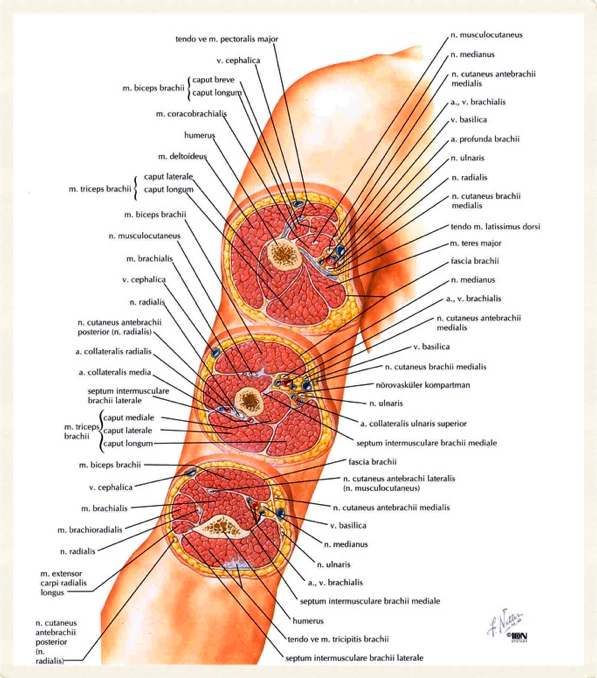 tendo ve m. pectoralis major
v. cephalica
m. biceps brachii
caput breve
caput longum
m. coracobrachialis
humerus
m. deltoideus
m. triceps brachii
caput laterale
caput longum
m. biceps brachii
n. musculocutaneus
m. brachialis
v. cephalica
n. radialis
n. cutaneus antebrachii
posterior (n. radialis)
a. collateralis radialis
a. collateralis media
septum intermusculare
brachii laterale
m. triceps
brachii
caput mediale
caput laterale
caput longum
m. biceps brachii
v. cephalica
m. brachialis
m. brachioradialis
n. radialis
m. extensor
carpi radialis
longus
n. cutaneus
antebrachii
posterior
(n.
radialis)
n. musculocutaneus
n. medianus
n. cutaneus antebrachii
medialis
a., v. brachialis
v. basilica
a. profunda brachii
n. ulnaris
n. radialis
n. cutaneus brachii
medialis
tendo m. latissimus dorsi
m. teres major
fascia brachii
n. medianus
a., v. brachialis
n. cutaneus antebrachii
medialis
v. basilica
n. cutaneus brachii medialis
nörovasküler kompartman
n. ulnaris
a. collateralis ulnaris superior
septum intermusculare brachii mediale
fascia brachii
n. cutaneus antebrachi lateralis
(n. musculocutaneus)
n. cutaneus antebrachii medialis
v. basilica
n. medianus
n. ulnaris
a., v. brachialis
septum intermusculare brachii mediale
humerus
tendo ve m. tricipitis brachii
septum intermusculare brachii laterale